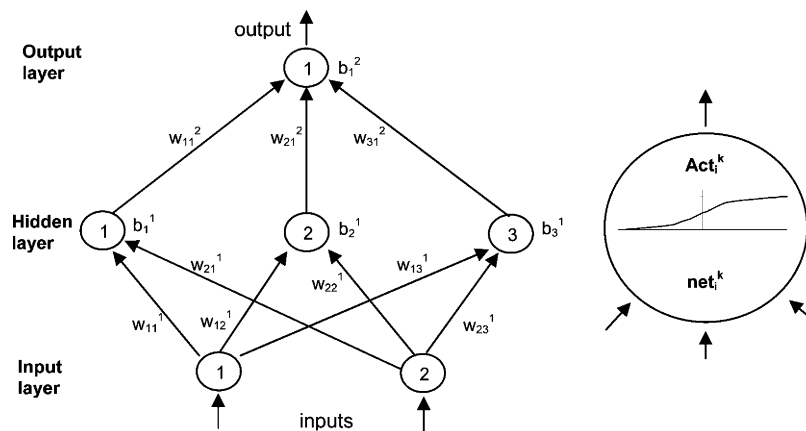 output
Output
layer
1 b₁²
w₁₁² w₂₁² w₃₁²
Hidden
layer
1 b₁¹ 2 b₂¹ 3 b₃¹
w₂₁¹ w₁₃¹
w₂₂¹
w₁₁¹ w₁₂¹ w₂₃¹
Input
layer
1 2
inputs
Actᵢᵏ
netᵢᵏ